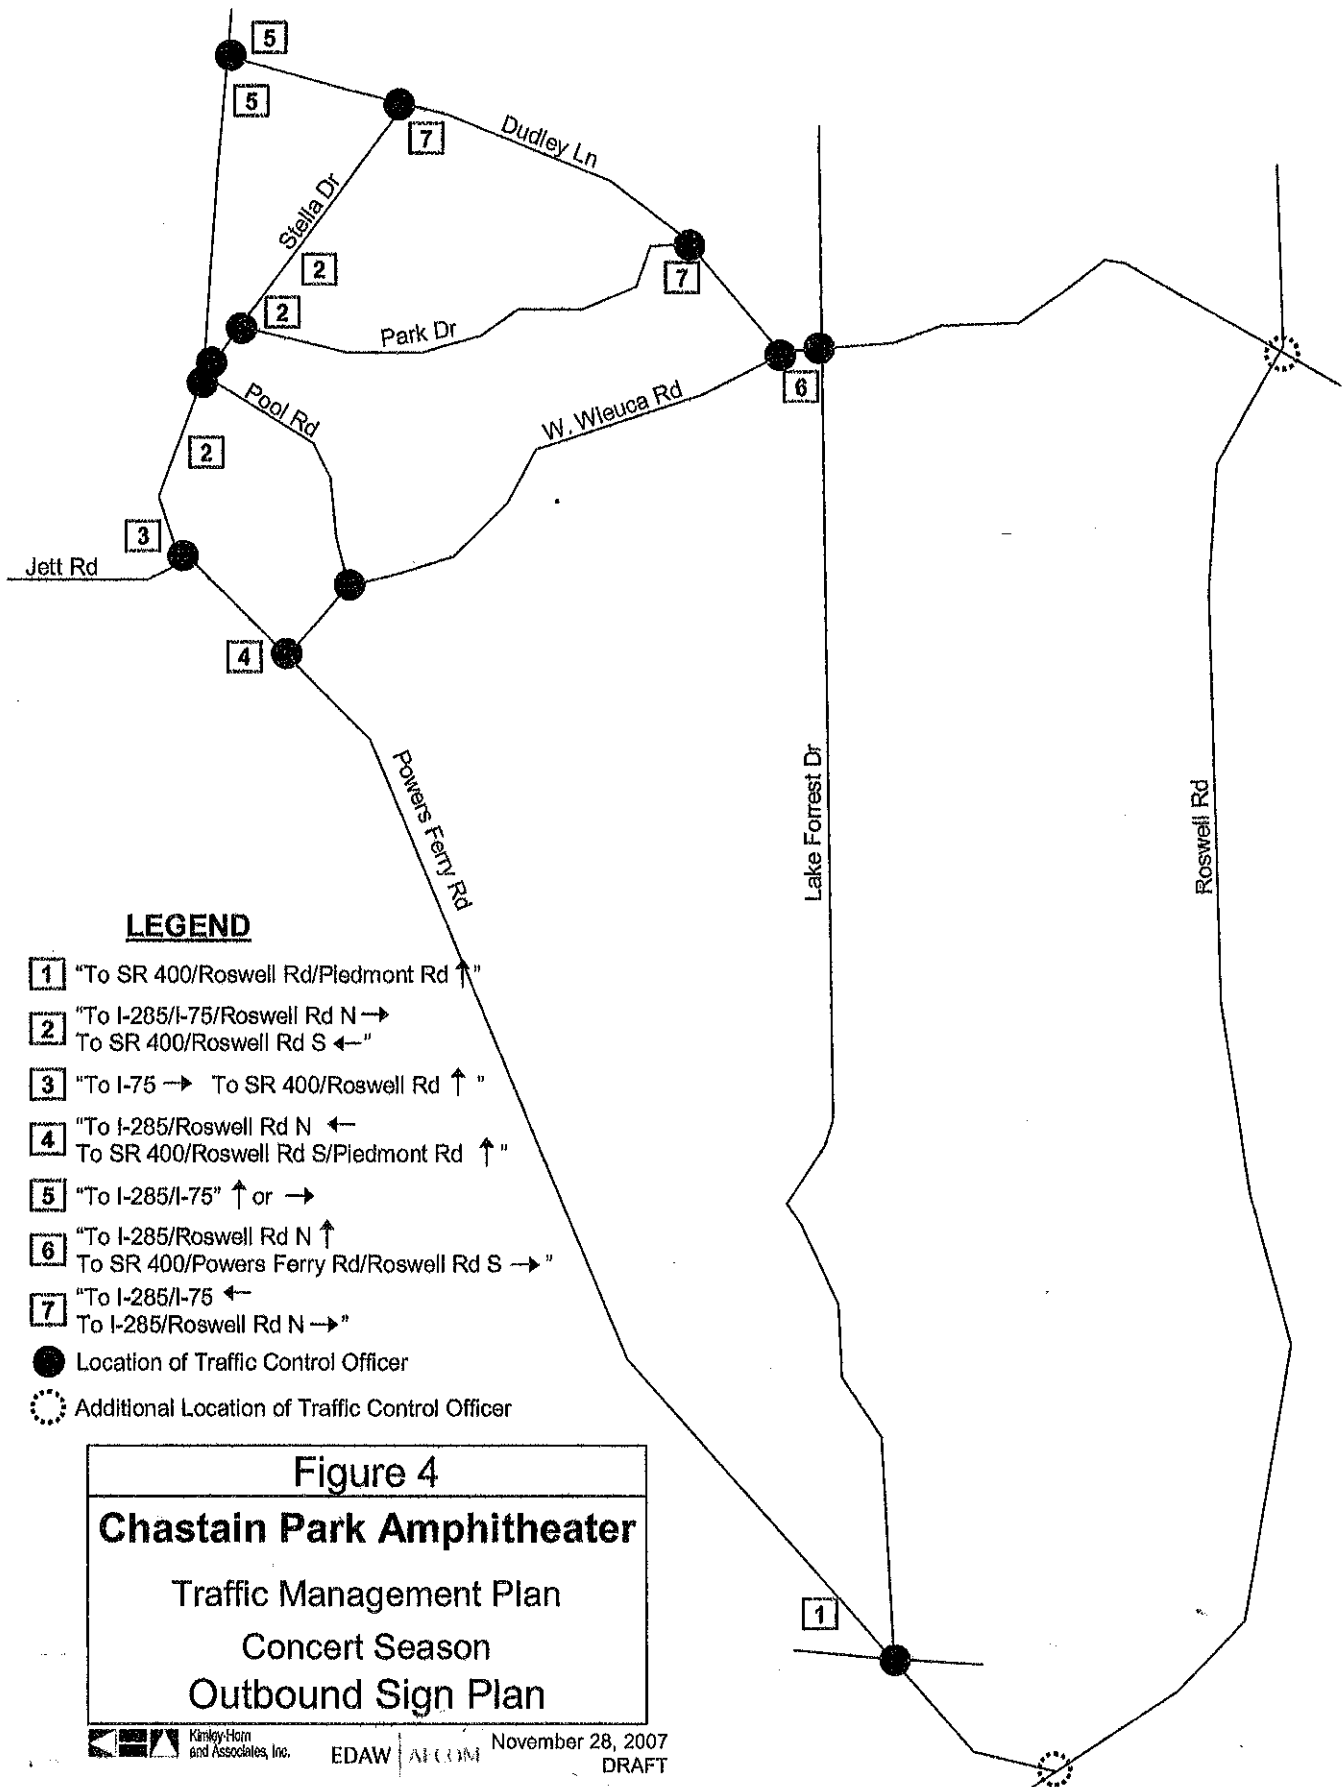 5
5
7
Dudley Ln
Stella Dr
2
7
2
Park Dr
6
Pool Rd
W. Wieuca Rd
2
3
Jett Rd
4
Powers Ferry Rd
Lake Forrest Dr
Roswell Rd
LEGEND
1 "To SR 400/Roswell Rd/Piedmont Rd ↑"
2 "To I-285/I-75/Roswell Rd N →
To SR 400/Roswell Rd S ←"
3 "To I-75 → To SR 400/Roswell Rd ↑ "
4 "To I-285/Roswell Rd N ←
To SR 400/Roswell Rd S/Piedmont Rd ↑ "
5 "To I-285/I-75" ↑ or →
6 "To I-285/Roswell Rd N ↑
To SR 400/Powers Ferry Rd/Roswell Rd S → "
7 "To I-285/I-75 ←
To I-285/Roswell Rd N →"
Location of Traffic Control Officer
Additional Location of Traffic Control Officer
Figure 4
Chastain Park Amphitheater
Traffic Management Plan
Concert Season
Outbound Sign Plan
1
Kimley-Horn
and Associates, Inc.
EDAW | AECOM
November 28, 2007
DRAFT